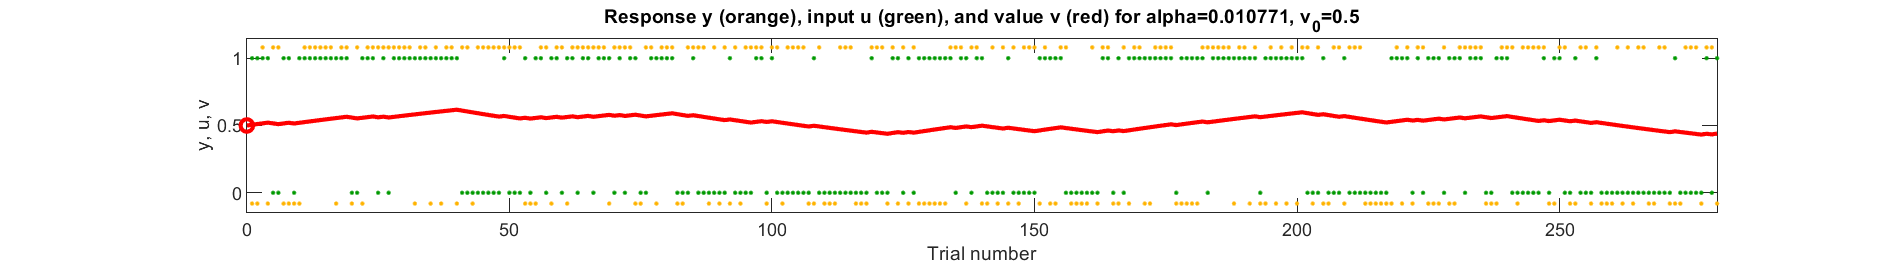 Response y (orange), input u (green), and value v (red) for alpha=0.010771, v0=0.5
1
0.5
0
y, u, v
0 50 100 150 200 250
Trial number